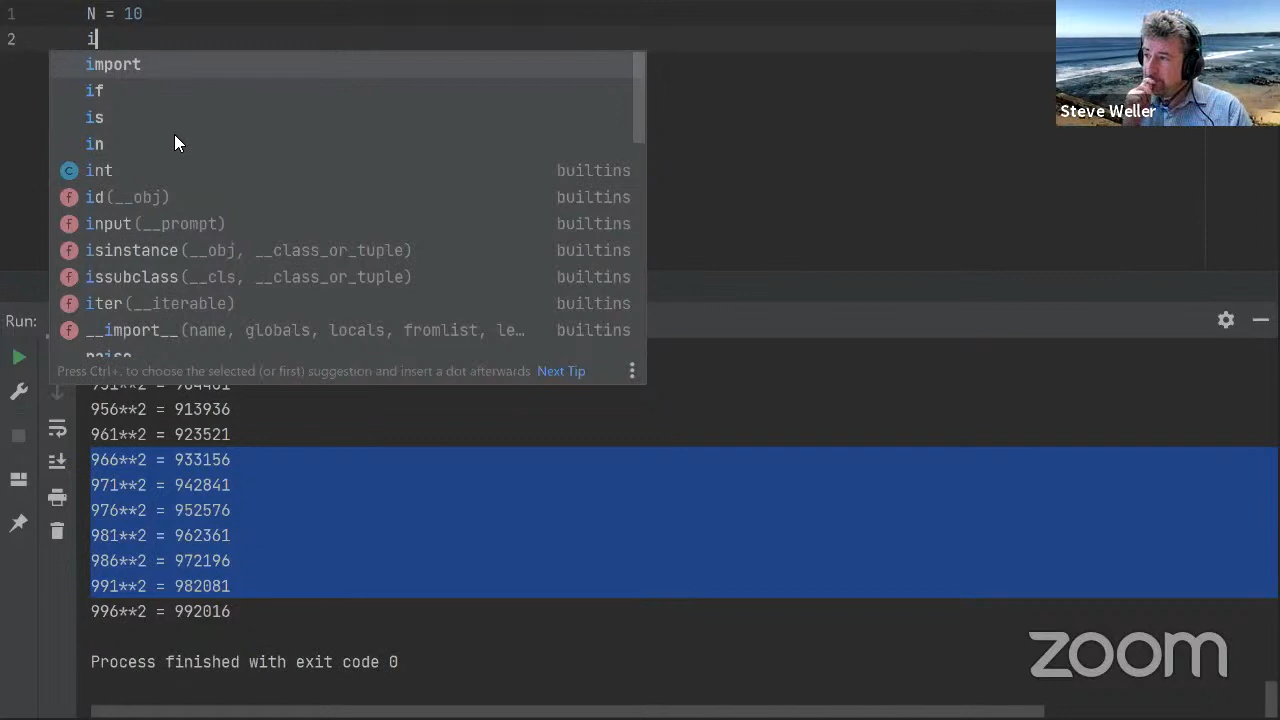 1 N = 10
2 i
Steve Weller
import
if
is
in
int builtins
id(__obj) builtins
input(__prompt) builtins
isinstance(__obj, __class_or_tuple) builtins
issubclass(__cls, __class_or_tuple) builtins
iter(__iterable) builtins
__import__(name, globals, locals, fromlist, le… builtins
raise
Press Ctrl+. to choose the selected (or first) suggestion and insert a dot afterwards Next Tip
Run:
956**2 = 913936
961**2 = 923521
966**2 = 933156
971**2 = 942841
976**2 = 952576
981**2 = 962361
986**2 = 972196
991**2 = 982081
996**2 = 992016
Process finished with exit code 0
zoom